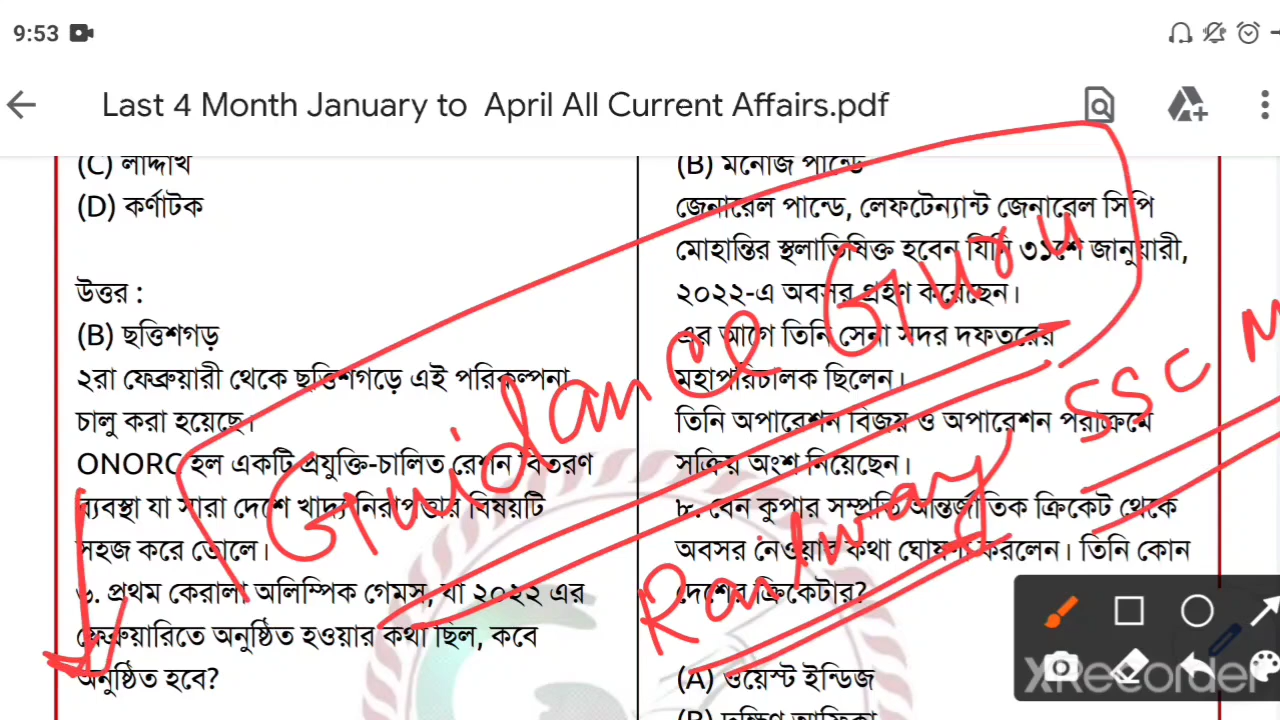 9:53
Last 4 Month January to April All Current Affairs.pdf
(C) লাদ্দাখ
(D) কর্ণাটক
উত্তর :
(B) ছত্তিশগড়
২রা ফেব্রুয়ারী থেকে ছত্তিশগড়ে এই পরিকল্পনা
চালু করা হয়েছে।
ONORC হল একটি প্রযুক্তি-চালিত রেশন বিতরণ
ব্যবস্থা যা সারা দেশে খাদ্য নিরাপত্তার বিষয়টি
সহজ করে তোলে।
৬. প্রথম কেরালা অলিম্পিক গেমস, যা ২০২২ এর
ফেব্রুয়ারিতে অনুষ্ঠিত হওয়ার কথা ছিল, কবে
অনুষ্ঠিত হবে?
(B) মনোজ পান্ডে
জেনারেল পান্ডে, লেফটেন্যান্ট জেনারেল সিপি
মোহান্তির স্থলাভিষিক্ত হবেন যিনি ৩১শে জানুয়ারী,
২০২২-এ অবসর গ্রহণ করেছেন।
এর আগে তিনি সেনা সদর দফতরের
মহাপরিচালক ছিলেন।
তিনি অপারেশন বিজয় ও অপারেশন পরাক্রমে
সক্রিয় অংশ নিয়েছেন।
৮. বেন কুপার সম্প্রতি আন্তর্জাতিক ক্রিকেট থেকে
অবসর নেওয়ার কথা ঘোষণা করলেন। তিনি কোন
দেশের ক্রিকেটার?
(A) ওয়েস্ট ইন্ডিজ
(B) দক্ষিণ আফ্রিকা
Guidance Guru
Railway
SSC M
XRecorder